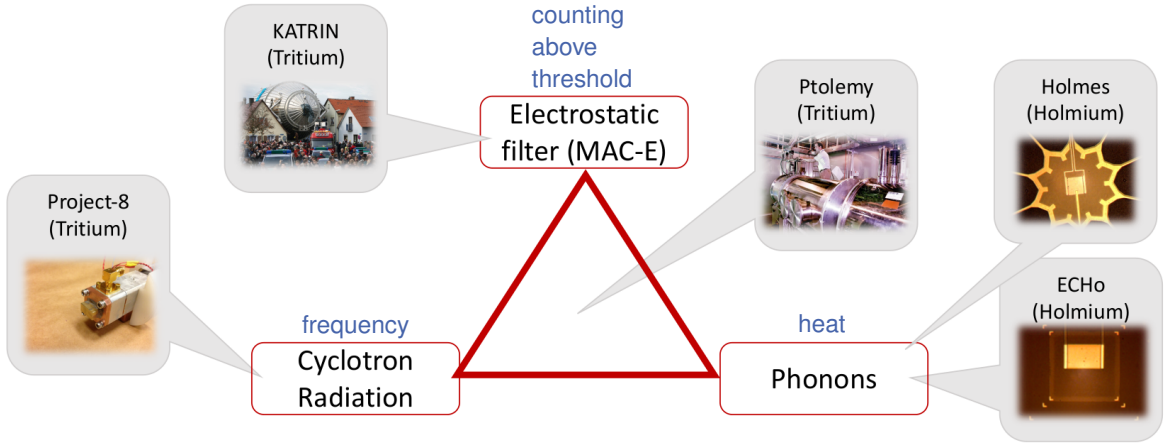 KATRIN
(Tritium)
counting
above
threshold
Electrostatic
filter (MAC-E)
Ptolemy
(Tritium)
Holmes
(Holmium)
Project-8
(Tritium)
ECHo
(Holmium)
frequency
Cyclotron
Radiation
heat
Phonons